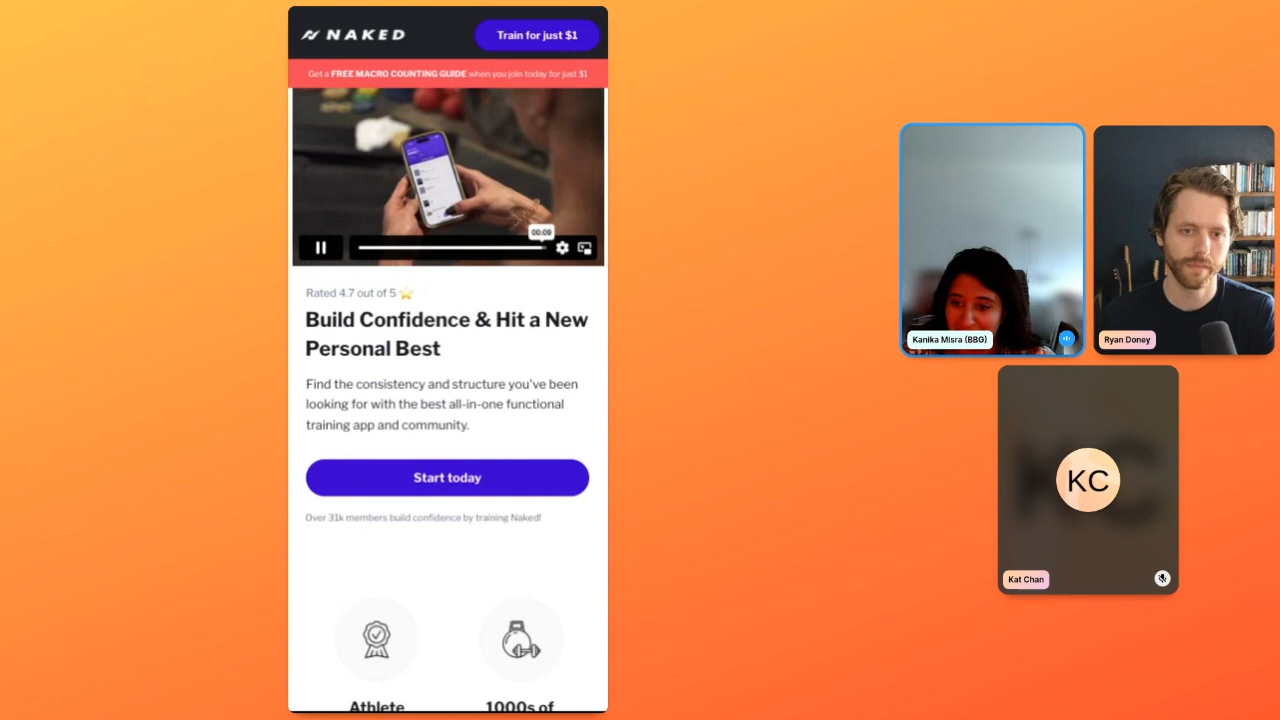 NAKED
Train for just $1
Get a FREE MACRO COUNTING GUIDE when you join today for just $1
00:09
Rated 4.7 out of 5
Build Confidence & Hit a New
Personal Best
Find the consistency and structure you've been
looking for with the best all-in-one functional
training app and community.
Start today
Over 31k members build confidence by training Naked!
Athlete
1000s of
Kanika Misra (BBG)
Ryan Doney
KC
Kat Chan